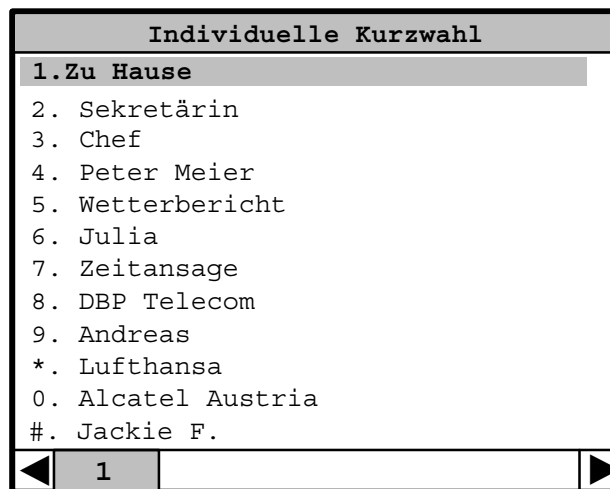 Individuelle Kurzwahl
1.Zu Hause
2. Sekretärin
3. Chef
4. Peter Meier
5. Wetterbericht
6. Julia
7. Zeitansage
8. DBP Telecom
9. Andreas
*. Lufthansa
0. Alcatel Austria
#. Jackie F.
1